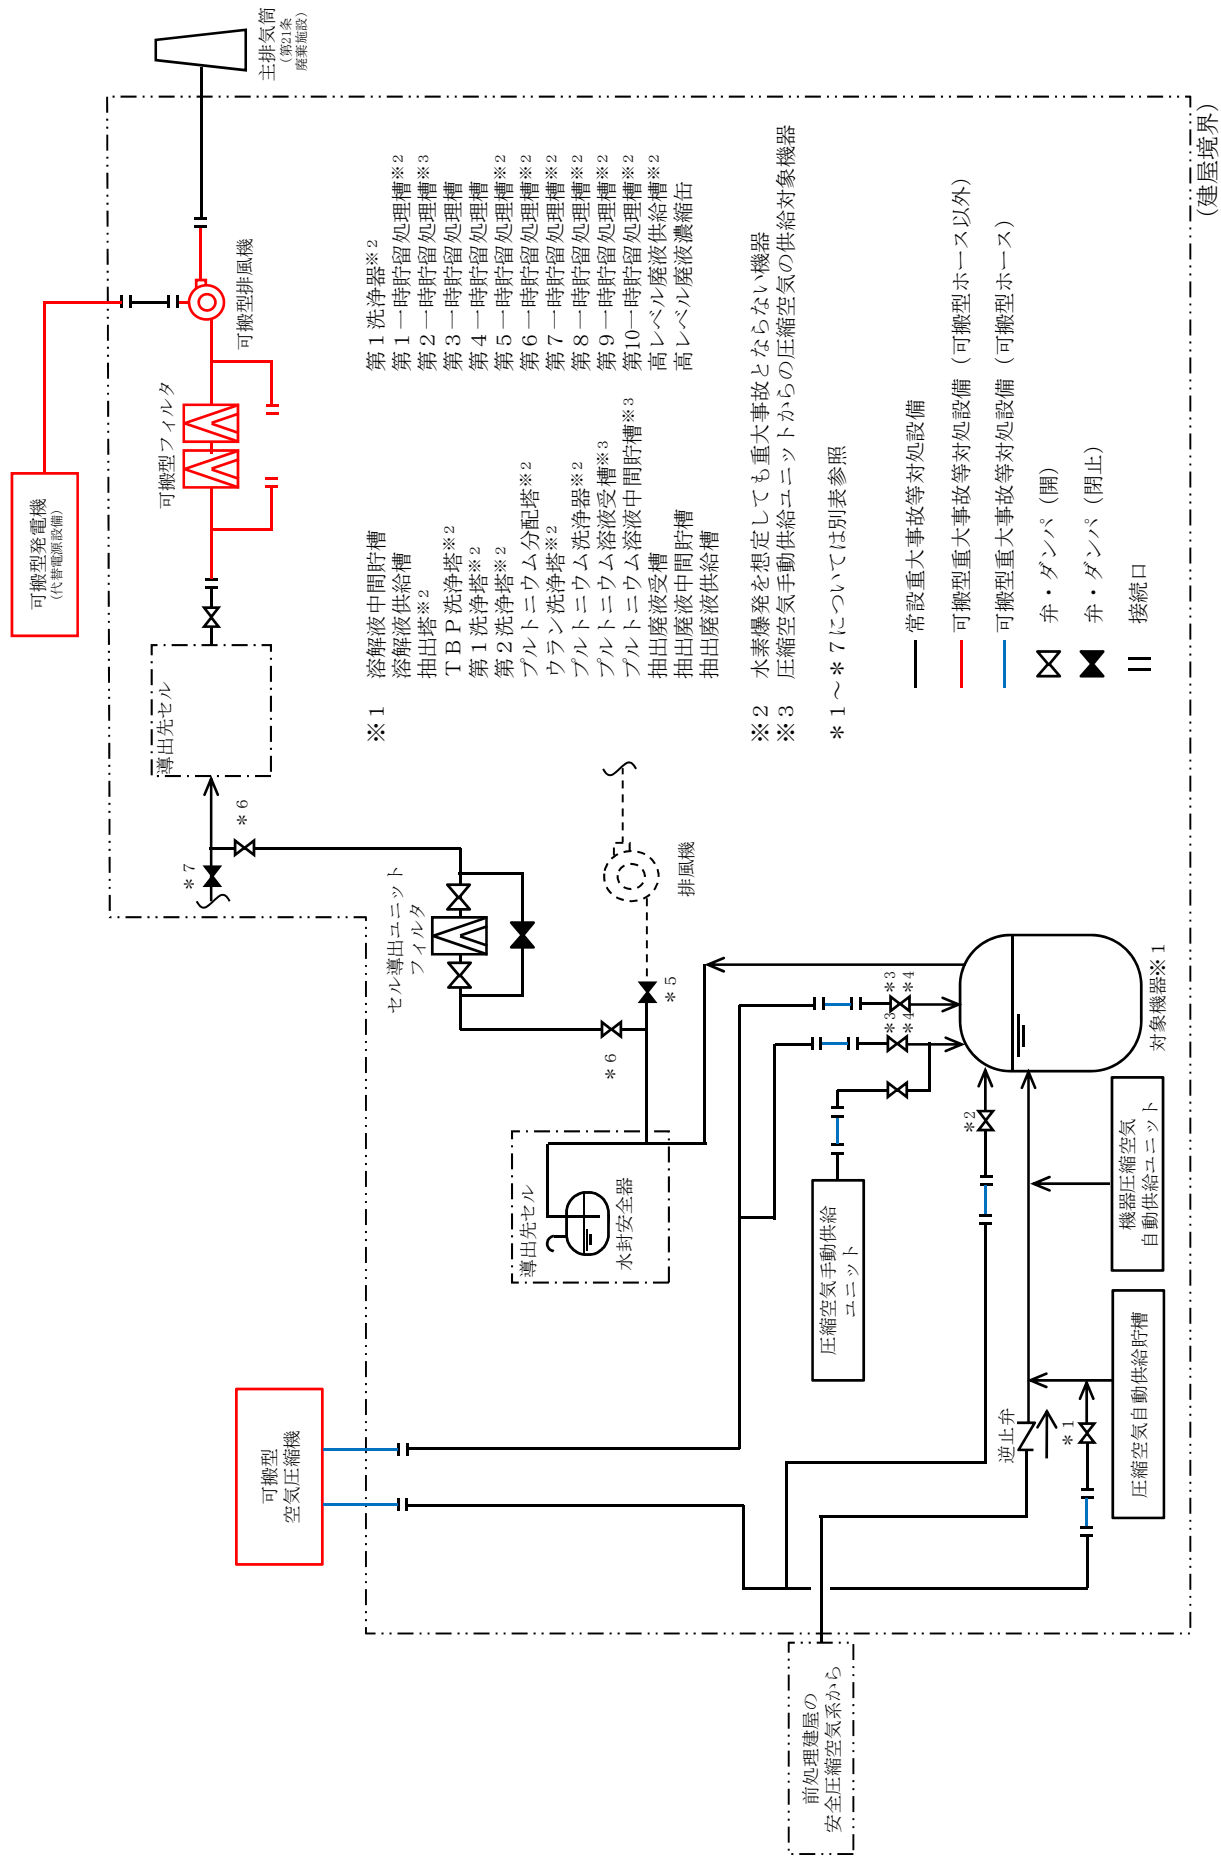 可搬型発電機
(代替電源設備)
主排気筒
(第21条
廃棄施設)
可搬型排風機
可搬型フィルタ
導出先セル
＊7
＊6
セル導出ユニット
フィルタ
排風機
＊5
＊6
導出先セル
水封安全器
可搬型
空気圧縮機
圧縮空気手動供給
ユニット
＊3
＊4
＊3
＊4
＊2
対象機器※1
機器圧縮空気
自動供給ユニット
圧縮空気自動供給貯槽
逆止弁
＊1
前処理建屋の
安全圧縮空気系から
※1
溶解液中間貯槽
溶解液供給槽
抽出塔※2
ＴＢＰ洗浄塔※2
第1洗浄塔※2
第2洗浄塔※2
プルトニウム分配塔※2
ウラン洗浄塔※2
プルトニウム洗浄器※2
プルトニウム溶液受槽※3
プルトニウム溶液中間貯槽※3
抽出廃液受槽
抽出廃液中間貯槽
抽出廃液供給槽
第1洗浄器※2
第1一時貯留処理槽※2
第2一時貯留処理槽※3
第3一時貯留処理槽
第4一時貯留処理槽
第5一時貯留処理槽※2
第6一時貯留処理槽※2
第7一時貯留処理槽※2
第8一時貯留処理槽※2
第9一時貯留処理槽※2
第10一時貯留処理槽※2
高レベル廃液供給槽※2
高レベル廃液濃縮缶
※2　水素爆発を想定しても重大事故とならない機器
※3　圧縮空気手動供給ユニットからの圧縮空気の供給対象機器
＊1～＊7については別表参照
常設重大事故等対処設備
可搬型重大事故等対処設備（可搬型ホース以外）
可搬型重大事故等対処設備（可搬型ホース）
弁・ダンパ（開）
弁・ダンパ（閉止）
接続口
(建屋境界)